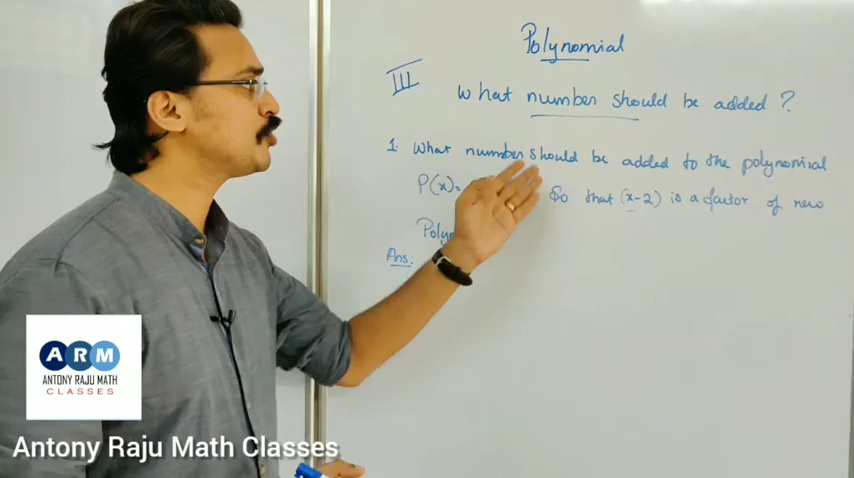 Polynomial
III What number should be added ?
1. What number should be added to the polynomial
P(x)= So that (x-2) is a factor of new
Ans:
ARM
ANTONY RAJU MATH
CLASSES
Antony Raju Math Classes